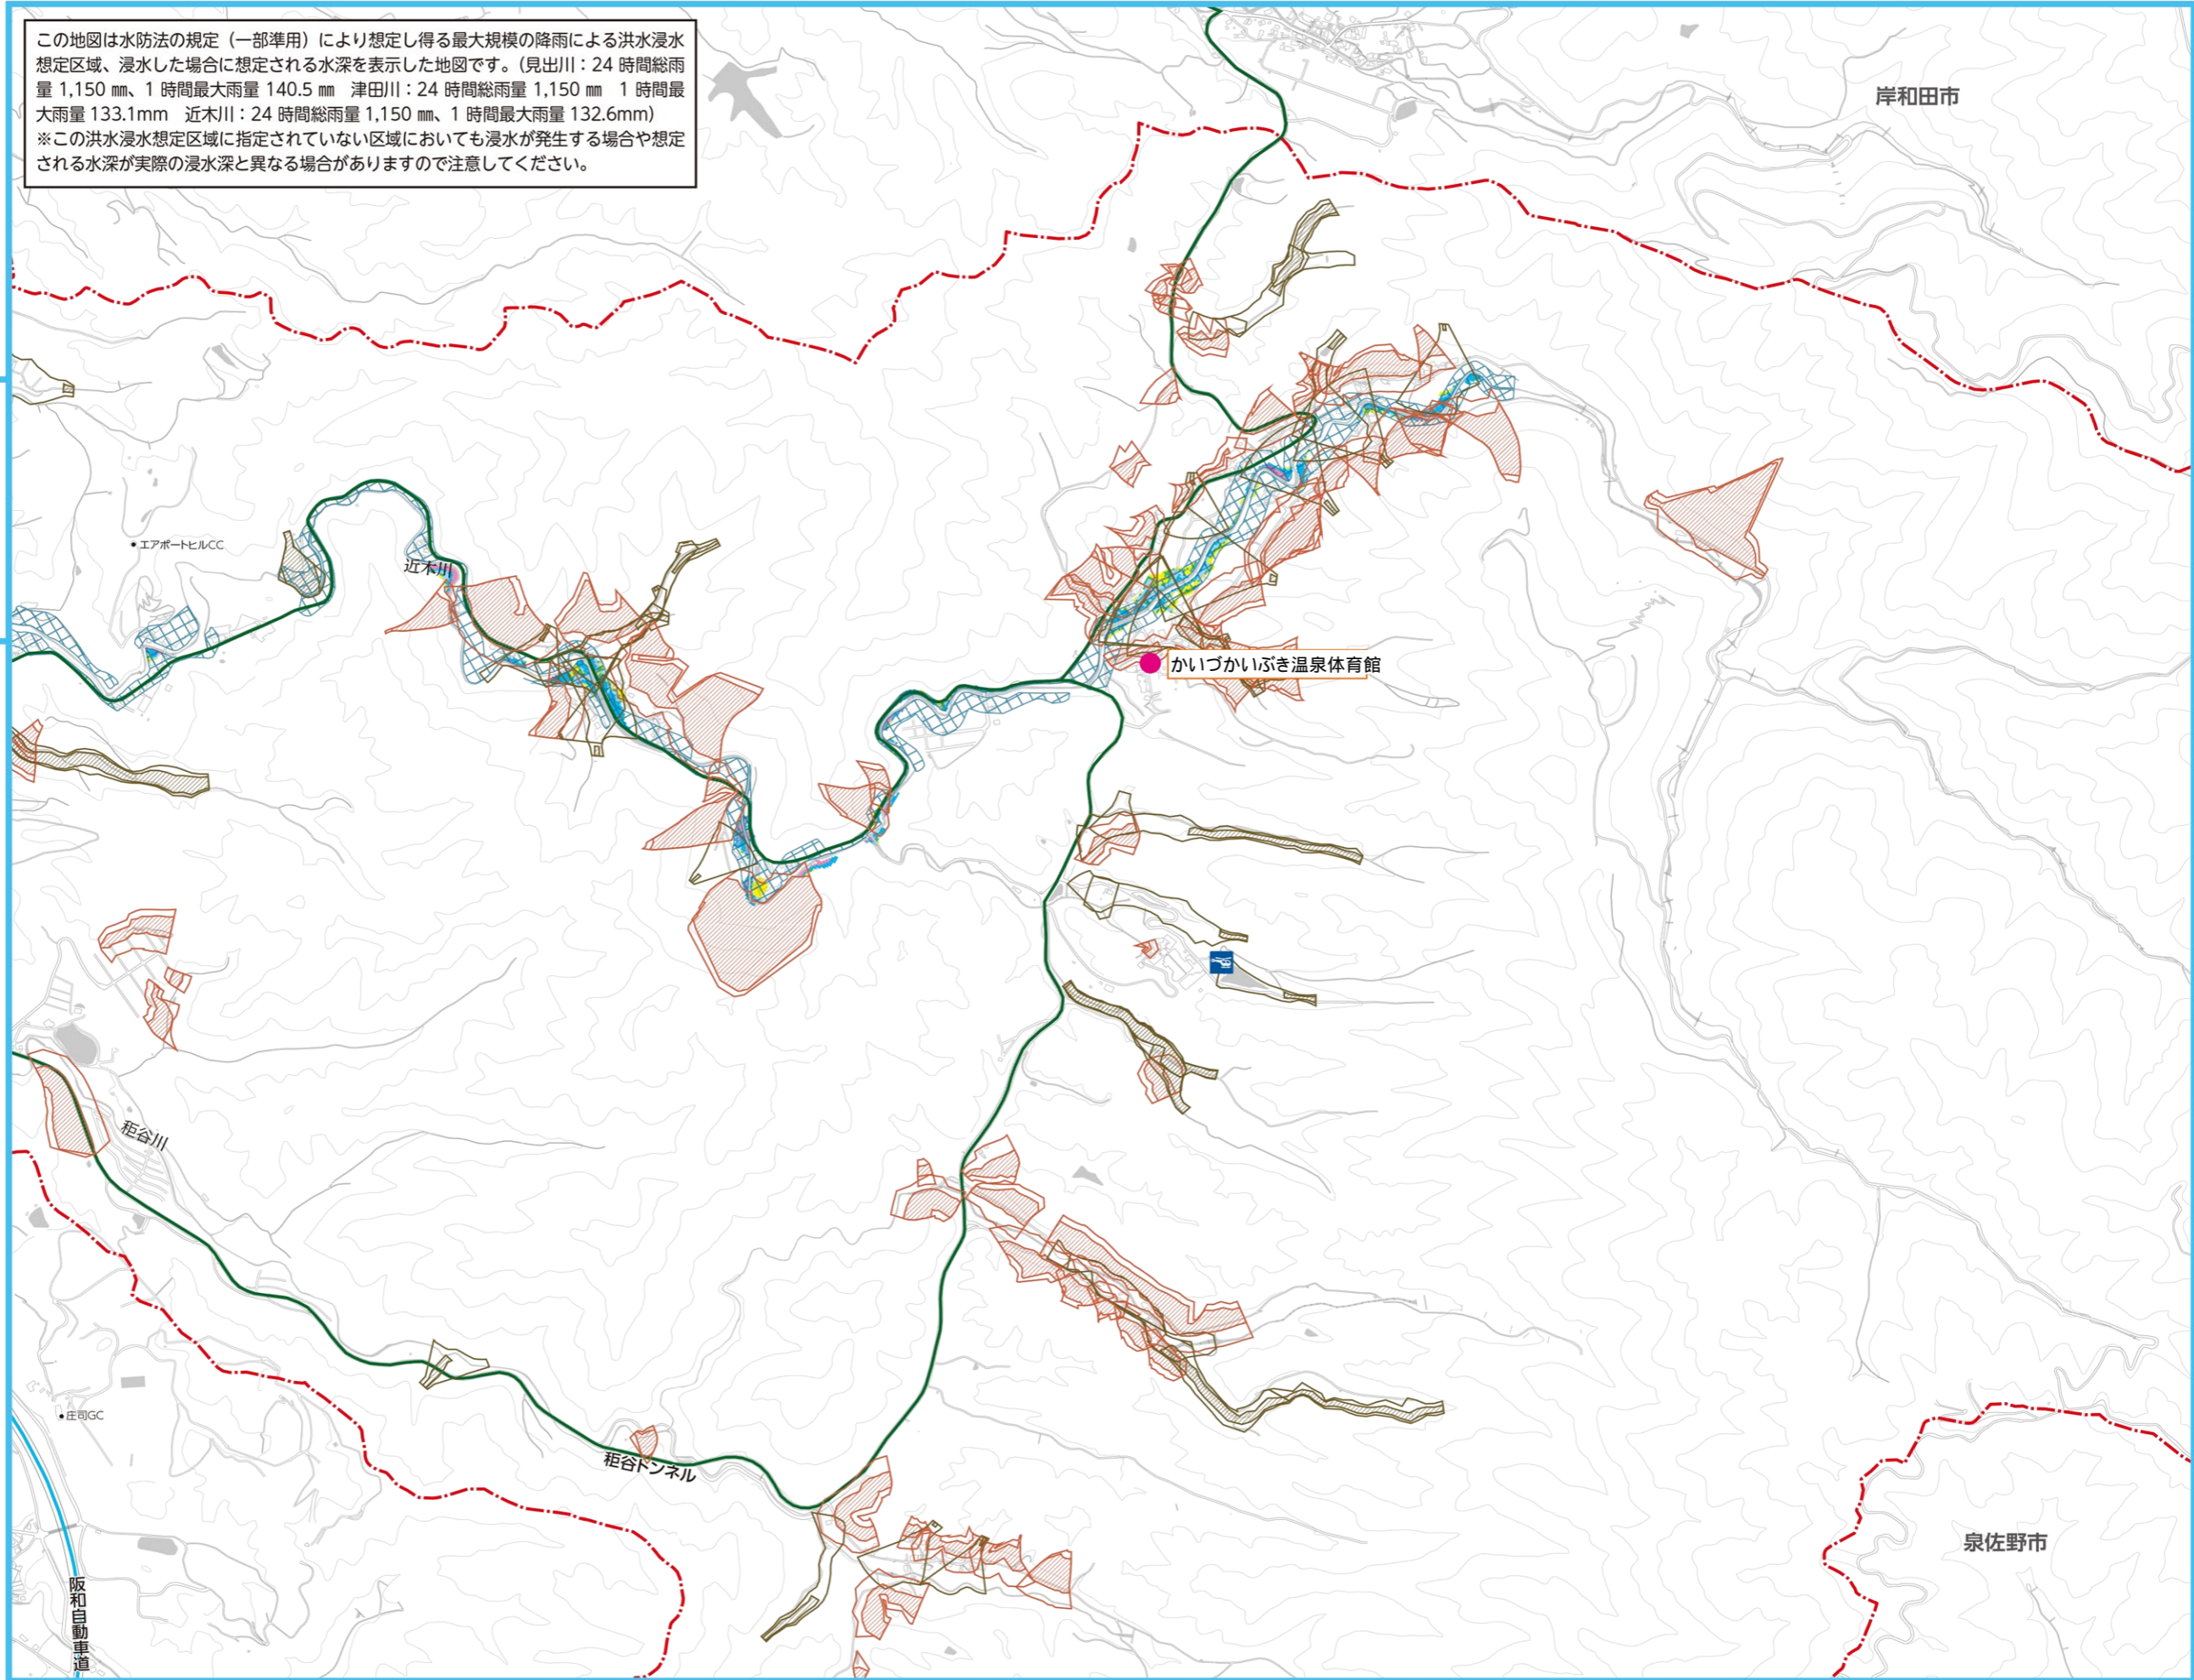 この地図は水防法の規定（一部準用）により想定し得る最大規模の降雨による洪水浸水
想定区域、浸水した場合に想定される水深を表示した地図です。（見出川：24 時間総雨
量 1,150 ㎜、1 時間最大雨量 140.5 ㎜　津田川：24 時間総雨量 1,150 ㎜　1 時間最
大雨量 133.1mm　近木川：24 時間総雨量 1,150 ㎜、1 時間最大雨量 132.6mm）
※この洪水浸水想定区域に指定されていない区域においても浸水が発生する場合や想定
される水深が実際の浸水深と異なる場合がありますので注意してください。
岸和田市
エアポートヒルCC
近木川
かいづかいぶき温泉体育館
秬谷川
庄司GC
秬谷トンネル
泉佐野市
阪和自動車道